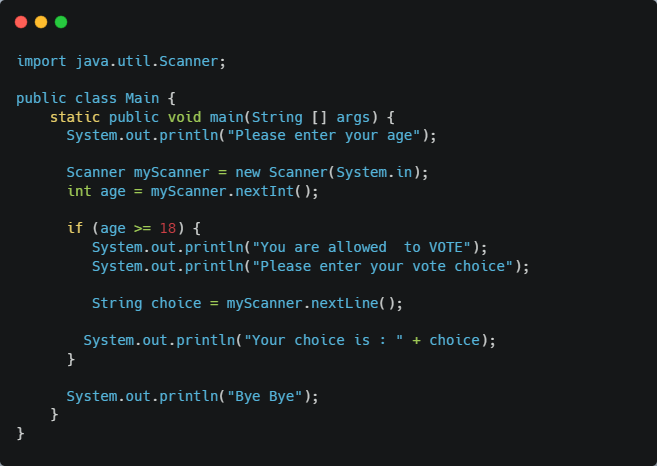 import java.util.Scanner;
public class Main {
static public void main(String [] args) {
System.out.println("Please enter your age");
Scanner myScanner = new Scanner(System.in);
int age = myScanner.nextInt();
if (age >= 18) {
System.out.println("You are allowed  to VOTE");
System.out.println("Please enter your vote choice");
String choice = myScanner.nextLine();
System.out.println("Your choice is : " + choice);
}
System.out.println("Bye Bye");
}
}